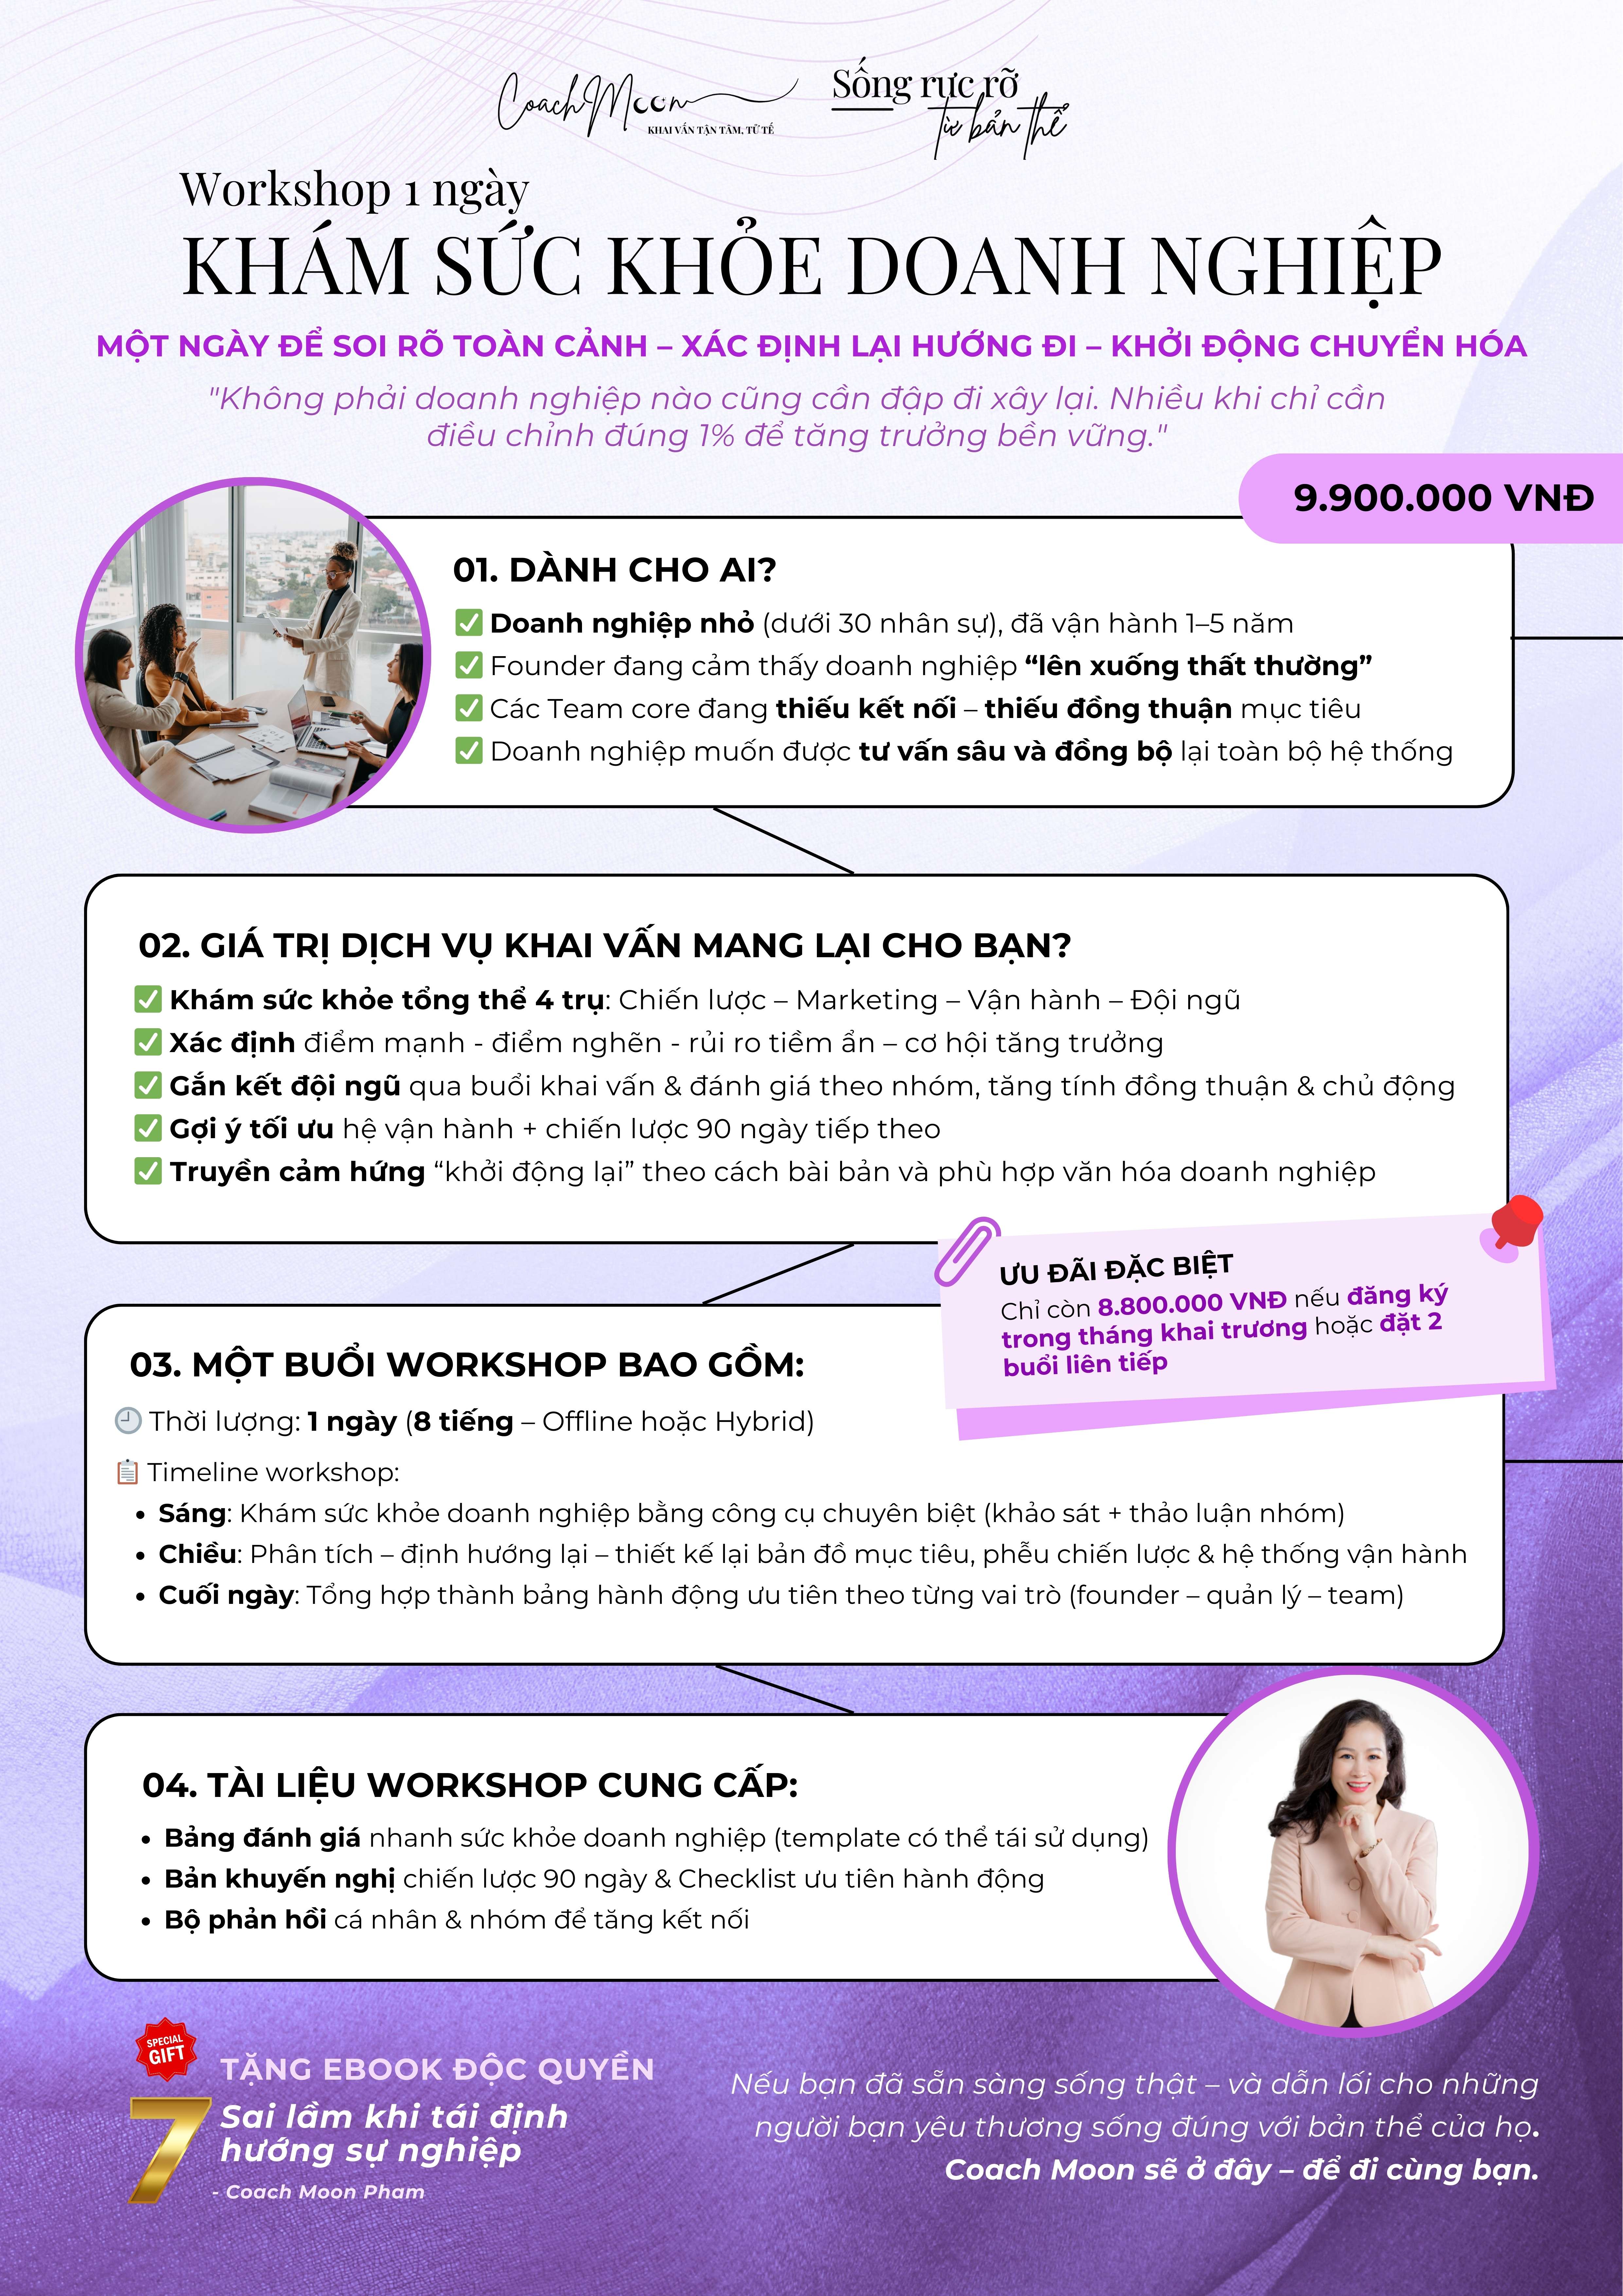 Coach Moon
KHAI VẤN TẬN TÂM, TỬ TẾ
Sống rực rỡ
từ bản thể
Workshop 1 ngày
KHÁM SỨC KHỎE DOANH NGHIỆP
MỘT NGÀY ĐỂ SOI RÕ TOÀN CẢNH – XÁC ĐỊNH LẠI HƯỚNG ĐI – KHỞI ĐỘNG CHUYỂN HÓA
"Không phải doanh nghiệp nào cũng cần đập đi xây lại. Nhiều khi chỉ cần
điều chỉnh đúng 1% để tăng trưởng bền vững."
9.900.000 VNĐ
01. DÀNH CHO AI?
✅ Doanh nghiệp nhỏ (dưới 30 nhân sự), đã vận hành 1–5 năm
✅ Founder đang cảm thấy doanh nghiệp “lên xuống thất thường”
✅ Các Team core đang thiếu kết nối – thiếu đồng thuận mục tiêu
✅ Doanh nghiệp muốn được tư vấn sâu và đồng bộ lại toàn bộ hệ thống
02. GIÁ TRỊ DỊCH VỤ KHAI VẤN MANG LẠI CHO BẠN?
✅ Khám sức khỏe tổng thể 4 trụ: Chiến lược – Marketing – Vận hành – Đội ngũ
✅ Xác định điểm mạnh - điểm nghẽn - rủi ro tiềm ẩn – cơ hội tăng trưởng
✅ Gắn kết đội ngũ qua buổi khai vấn & đánh giá theo nhóm, tăng tính đồng thuận & chủ động
✅ Gợi ý tối ưu hệ vận hành + chiến lược 90 ngày tiếp theo
✅ Truyền cảm hứng “khởi động lại” theo cách bài bản và phù hợp văn hóa doanh nghiệp
ƯU ĐÃI ĐẶC BIỆT
Chỉ còn 8.800.000 VNĐ nếu đăng ký
trong tháng khai trương hoặc đặt 2
buổi liên tiếp
03. MỘT BUỔI WORKSHOP BAO GỒM:
Thời lượng: 1 ngày (8 tiếng – Offline hoặc Hybrid)
Timeline workshop:
• Sáng: Khám sức khỏe doanh nghiệp bằng công cụ chuyên biệt (khảo sát + thảo luận nhóm)
• Chiều: Phân tích – định hướng lại – thiết kế lại bản đồ mục tiêu, phễu chiến lược & hệ thống vận hành
• Cuối ngày: Tổng hợp thành bảng hành động ưu tiên theo từng vai trò (founder – quản lý – team)
04. TÀI LIỆU WORKSHOP CUNG CẤP:
• Bảng đánh giá nhanh sức khỏe doanh nghiệp (template có thể tái sử dụng)
• Bản khuyến nghị chiến lược 90 ngày & Checklist ưu tiên hành động
• Bộ phản hồi cá nhân & nhóm để tăng kết nối
SPECIAL
GIFT
TẶNG EBOOK ĐỘC QUYỀN
7 Sai lầm khi tái định
hướng sự nghiệp
- Coach Moon Pham
Nếu bạn đã sẵn sàng sống thật – và dẫn lối cho những
người bạn yêu thương sống đúng với bản thể của họ.
Coach Moon sẽ ở đây – để đi cùng bạn.